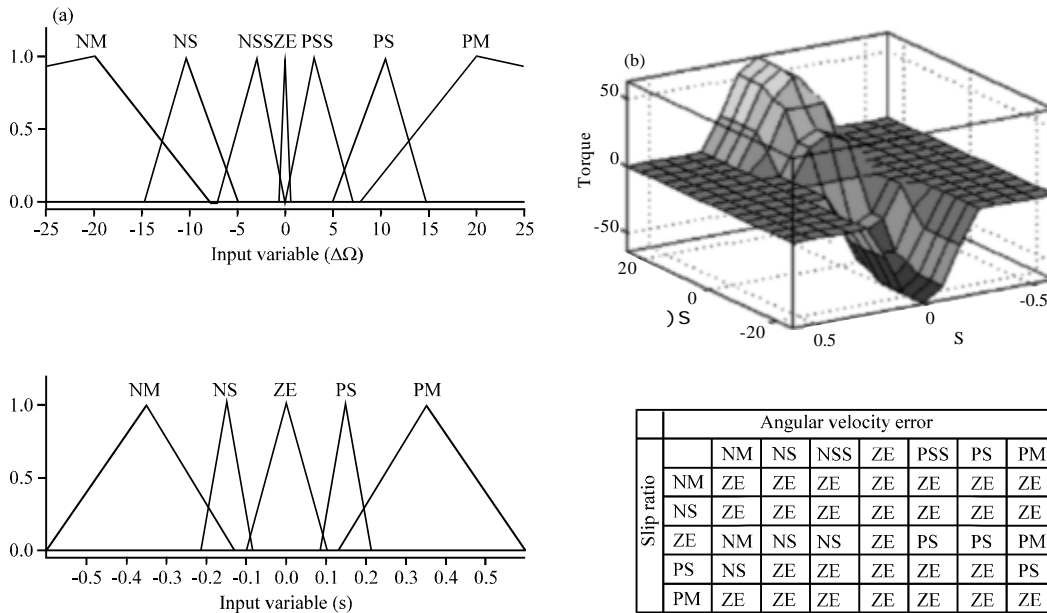 (a)
NM NS NSS ZE PSS PS PM
1.0
0.5
0.0
-25 -20 -15 -10 -5 0 5 10 15 20 25
Input variable (ΔΩ)
(b)
50
0
-50
Torque
20 0 -20
)S
0.5 0 -0.5
S
NM NS ZE PS PM
1.0
0.5
0.0
-0.5 -0.4 -0.3 -0.2 -0.1 0.0 0.1 0.2 0.3 0.4 0.5
Input variable (s)
Angular velocity error
Slip ratio
NM NS NSS ZE PSS PS PM
NM ZE ZE ZE ZE ZE ZE ZE
NS ZE ZE ZE ZE ZE ZE ZE
ZE NM NS NS ZE PS PS PM
PS NS ZE ZE ZE ZE ZE PS
PM ZE ZE ZE ZE ZE ZE ZE